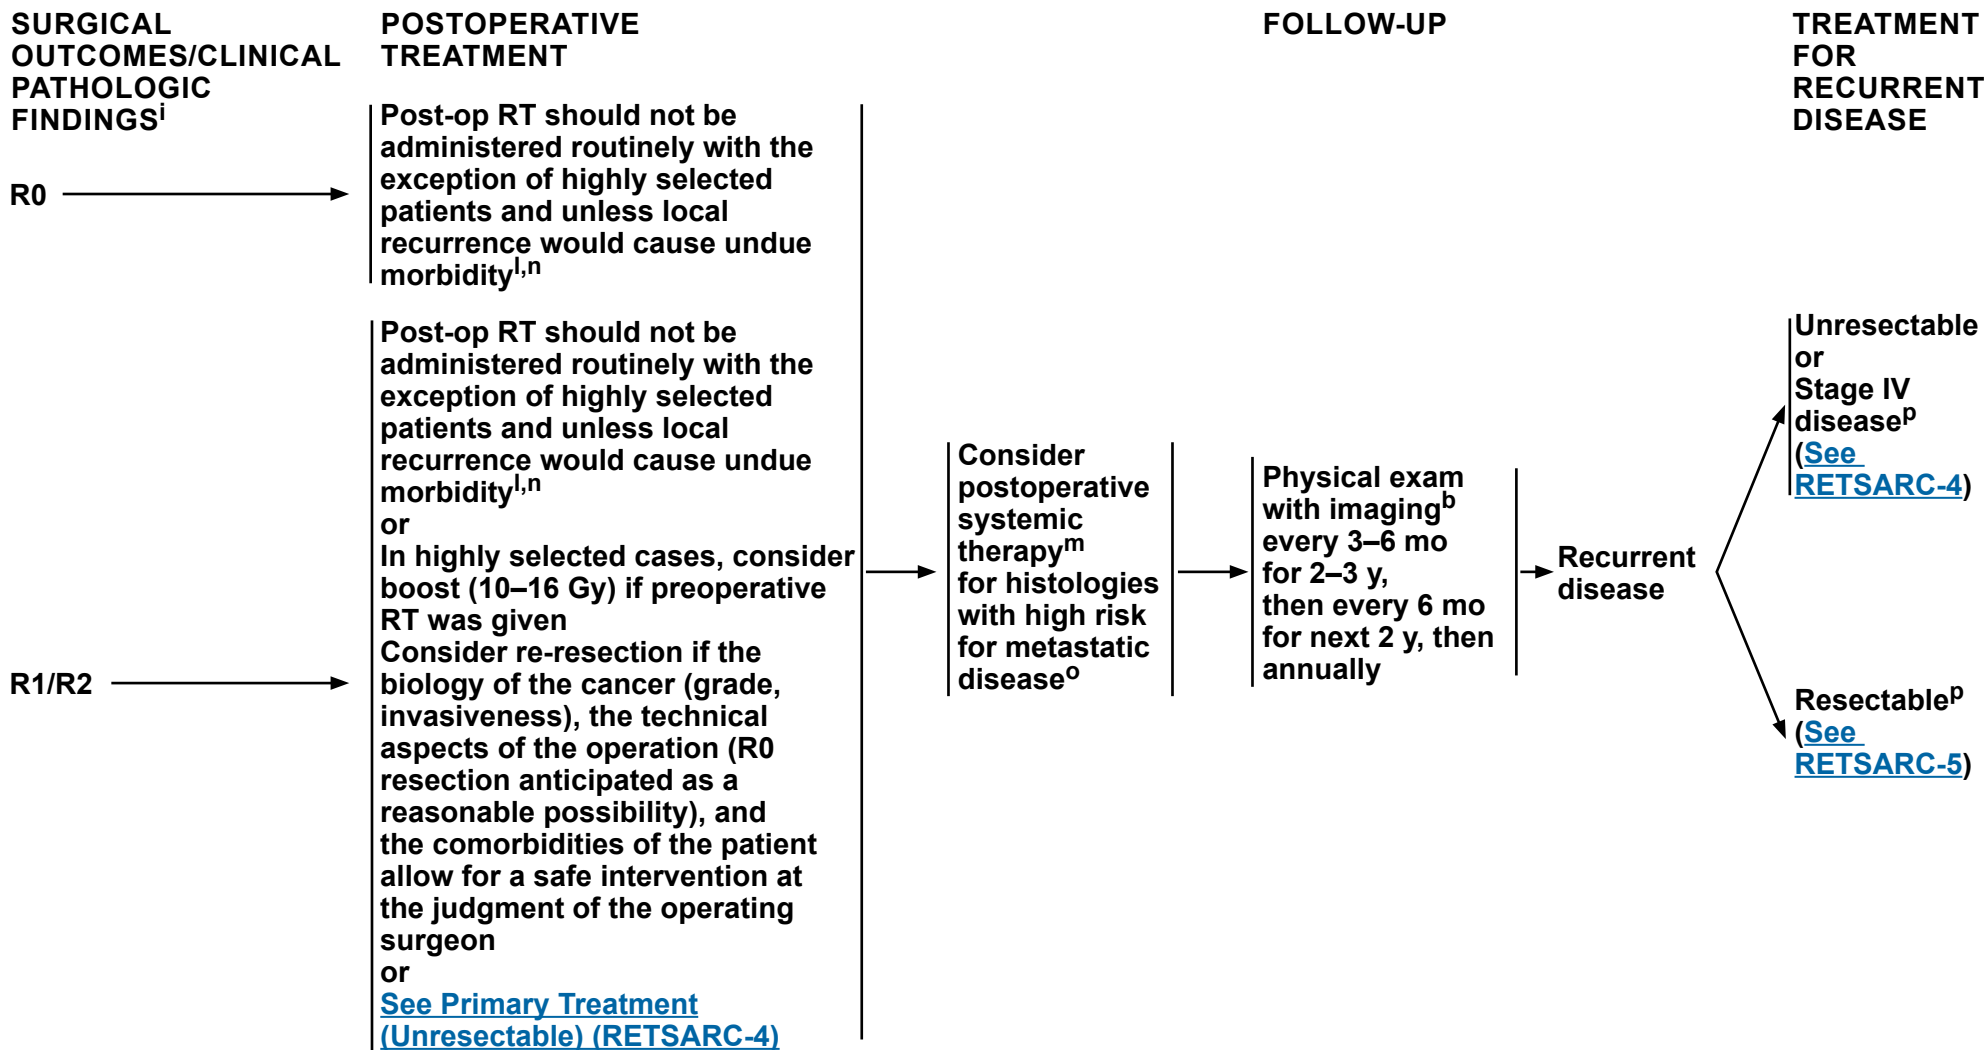 SURGICAL
OUTCOMES/CLINICAL
PATHOLOGIC
FINDINGSi
POSTOPERATIVE
TREATMENT
FOLLOW-UP
TREATMENT
FOR
RECURRENT
DISEASE
R0
Post-op RT should not be
administered routinely with the
exception of highly selected
patients and unless local
recurrence would cause undue
morbidityl,n
R1/R2
Post-op RT should not be
administered routinely with the
exception of highly selected
patients and unless local
recurrence would cause undue
morbidityl,n
or
In highly selected cases, consider
boost (10–16 Gy) if preoperative
RT was given
Consider re-resection if the
biology of the cancer (grade,
invasiveness), the technical
aspects of the operation (R0
resection anticipated as a
reasonable possibility), and
the comorbidities of the patient
allow for a safe intervention at
the judgment of the operating
surgeon
or
See Primary Treatment
(Unresectable) (RETSARC-4)
Consider
postoperative
systemic
therapym
for histologies
with high risk
for metastatic
diseaseo
Physical exam
with imagingb
every 3–6 mo
for 2–3 y,
then every 6 mo
for next 2 y, then
annually
Recurrent
disease
Unresectable
or
Stage IV
diseasep
(See
RETSARC-4)
Resectablep
(See
RETSARC-5)